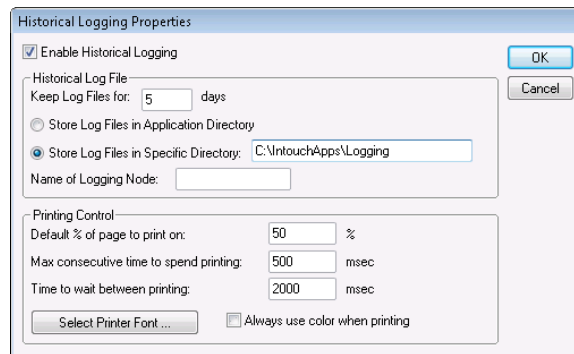 Historical Logging Properties
Enable Historical Logging
OK
Cancel
Historical Log File
Keep Log Files for: 5 days
Store Log Files in Application Directory
Store Log Files in Specific Directory: C:\IntouchApps\Logging
Name of Logging Node:
Printing Control
Default % of page to print on: 50 %
Max consecutive time to spend printing: 500 msec
Time to wait between printing: 2000 msec
Select Printer Font ... Always use color when printing